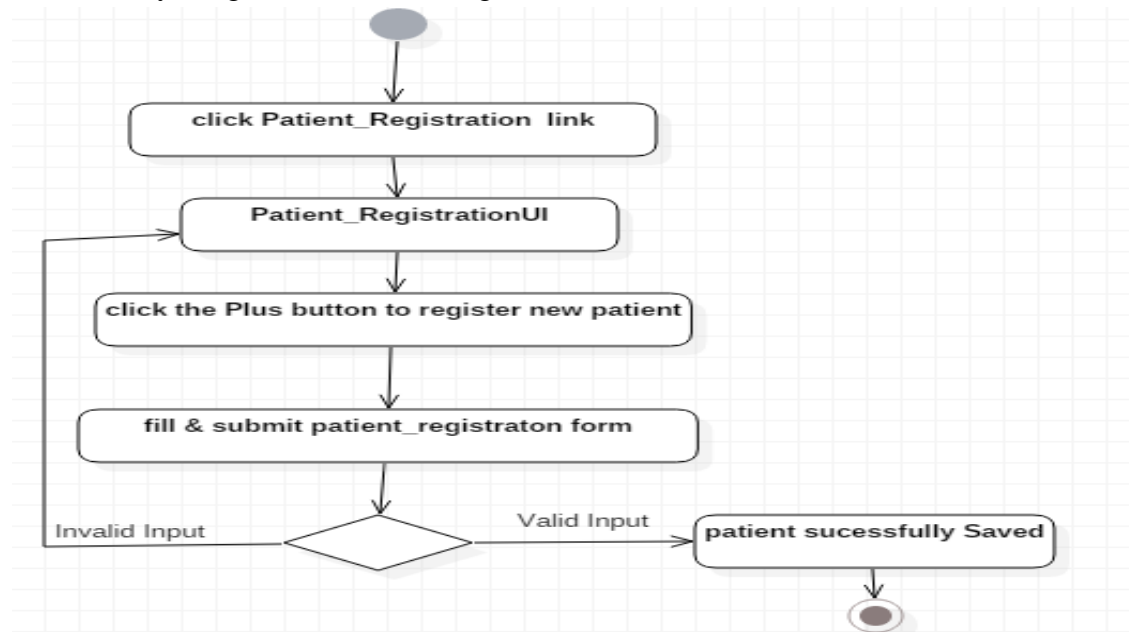 click Patient_Registration link
Patient_RegistrationUI
click the Plus button to register new patient
fill & submit patient_registraton form
Invalid Input
Valid Input
patient sucessfully Saved